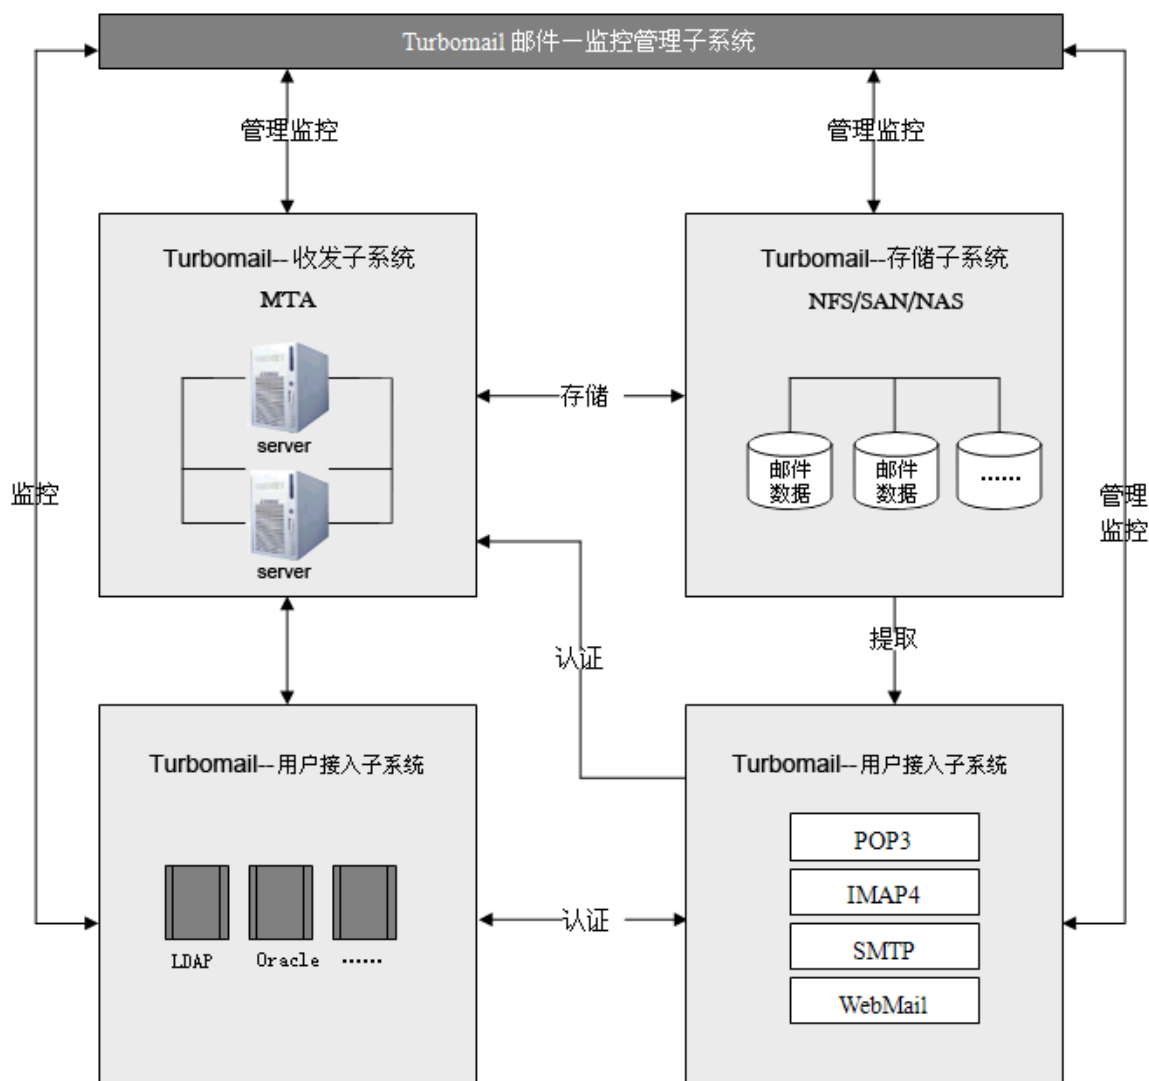 Turbomail 邮件一监控管理子系统
管理监控
管理监控
Turbomail--收发子系统
MTA
server
server
Turbomail--存储子系统
NFS/SAN/NAS
邮件
数据
邮件
数据
......
存储
监控
管理
监控
认证
提取
Turbomail--用户接入子系统
LDAP
Oracle
......
认证
Turbomail--用户接入子系统
POP3
IMAP4
SMTP
WebMail